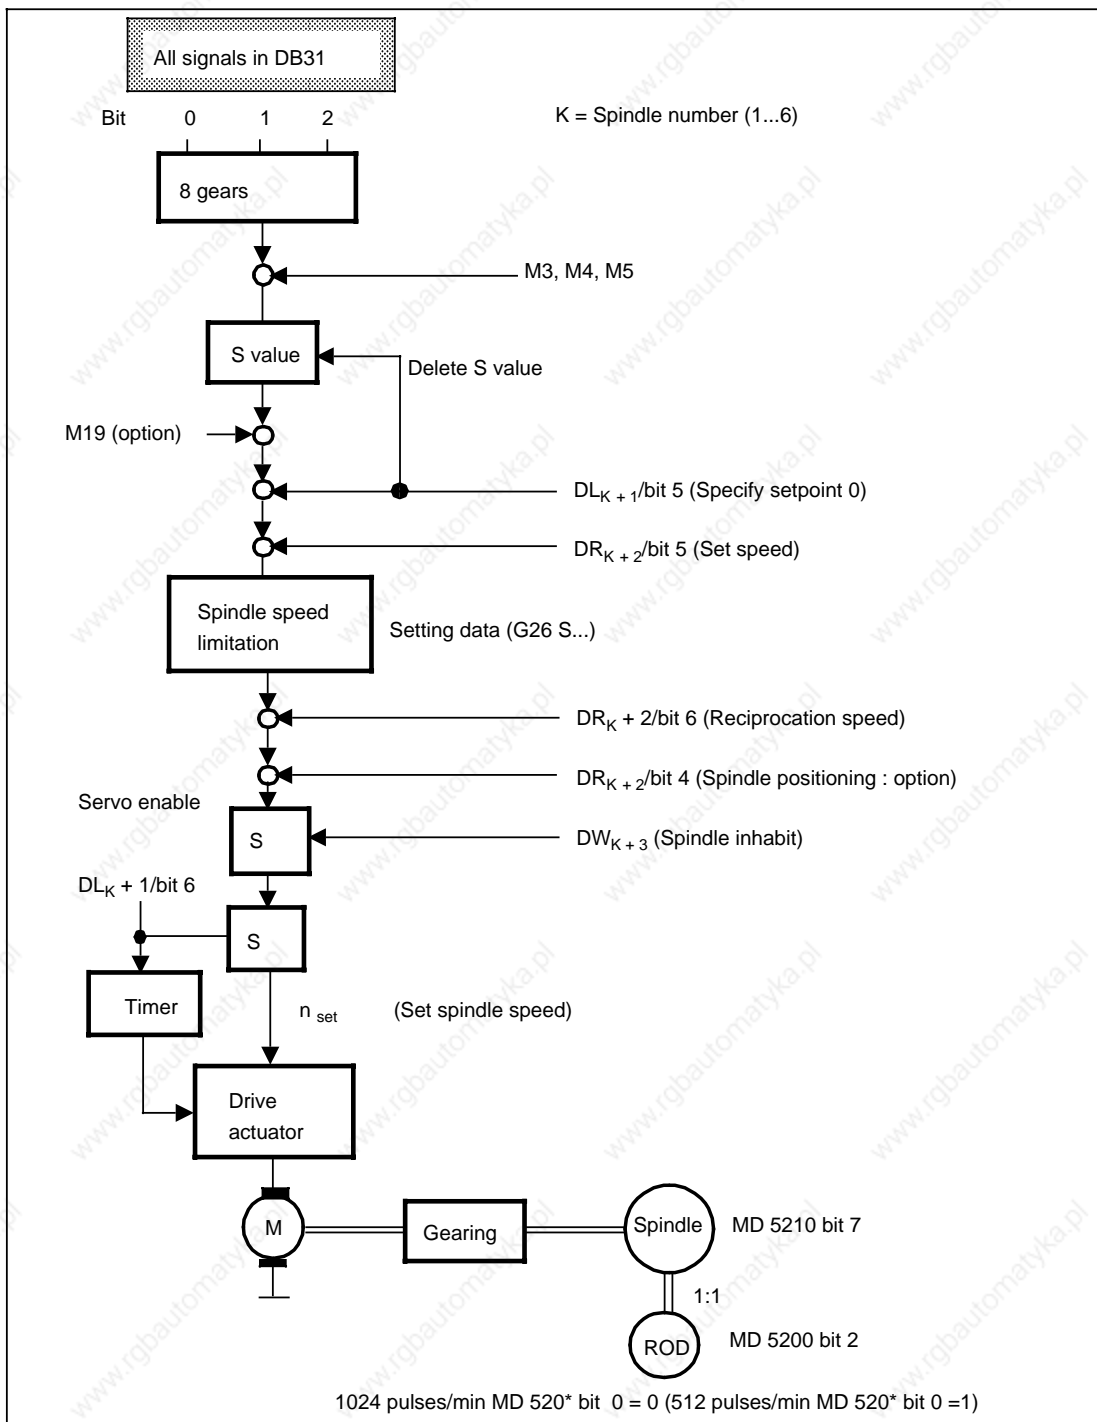 All signals in DB31
Bit 0 1 2
K = Spindle number (1...6)
8 gears
M3, M4, M5
S value
Delete S value
M19 (option)
DLK + 1/bit 5 (Specify setpoint 0)
DRK + 2/bit 5 (Set speed)
Spindle speed
limitation
Setting data (G26 S...)
DRK + 2/bit 6 (Reciprocation speed)
DRK + 2/bit 4 (Spindle positioning : option)
Servo enable
S
DWK + 3 (Spindle inhabit)
DLK + 1/bit 6
S
Timer
n set (Set spindle speed)
Drive
actuator
M
Gearing
Spindle
MD 5210 bit 7
1:1
ROD
MD 5200 bit 2
1024 pulses/min MD 520* bit 0 = 0 (512 pulses/min MD 520* bit 0 =1)
www.rgbautomatyka.pl